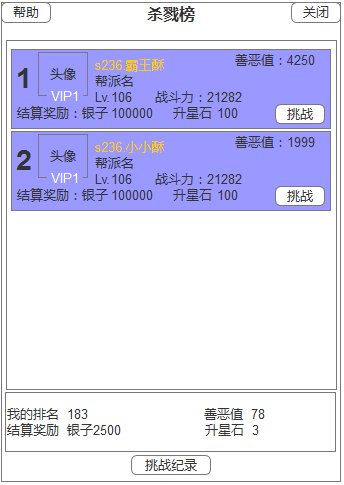 帮助 杀戮榜 关闭
s236.霸王酥 善恶值：4250
1 头像 帮派名
VIP1 Lv.106 战斗力：21282
结算奖励：银子 100000 升星石 100 挑战
s236.小小酥 善恶值：1999
2 头像 帮派名
VIP1 Lv.106 战斗力：21282
结算奖励：银子 100000 升星石 100 挑战
我的排名 183 善恶值 78
结算奖励 银子2500 升星石 3
挑战纪录